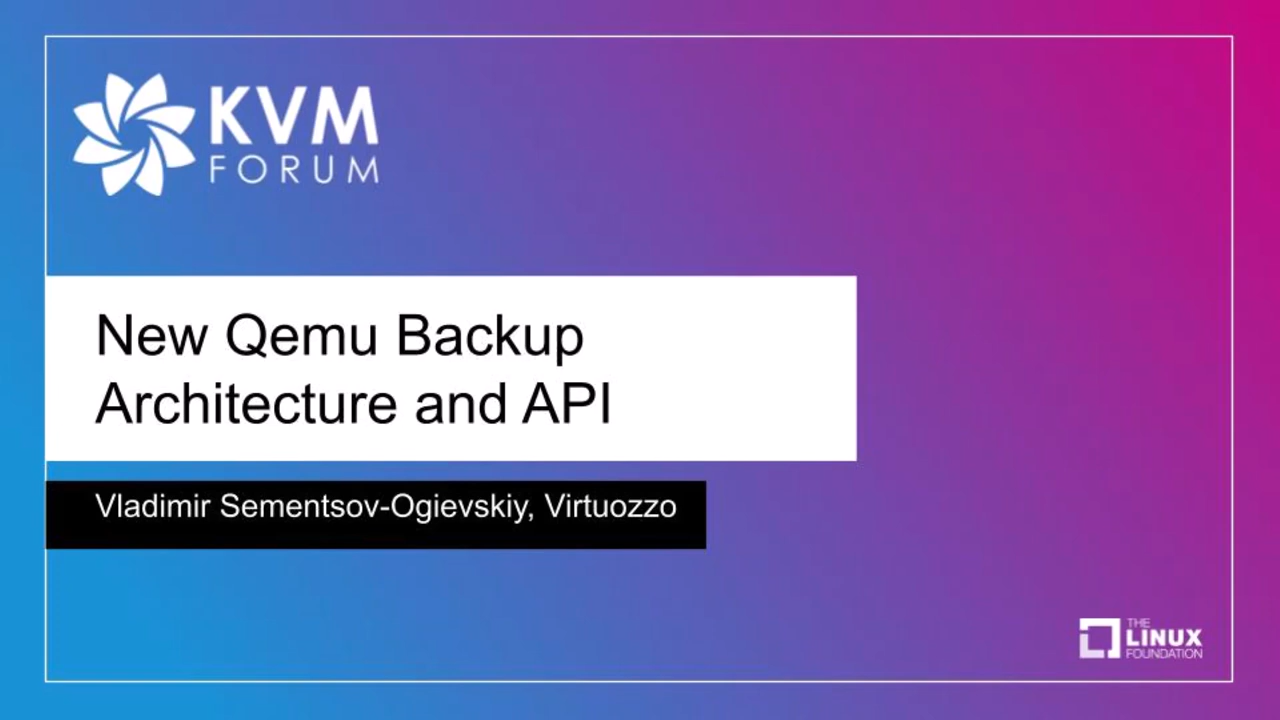 KVM
FORUM
New Qemu Backup
Architecture and API
Vladimir Sementsov-Ogievskiy, Virtuozzo
THE
LINUX
FOUNDATION